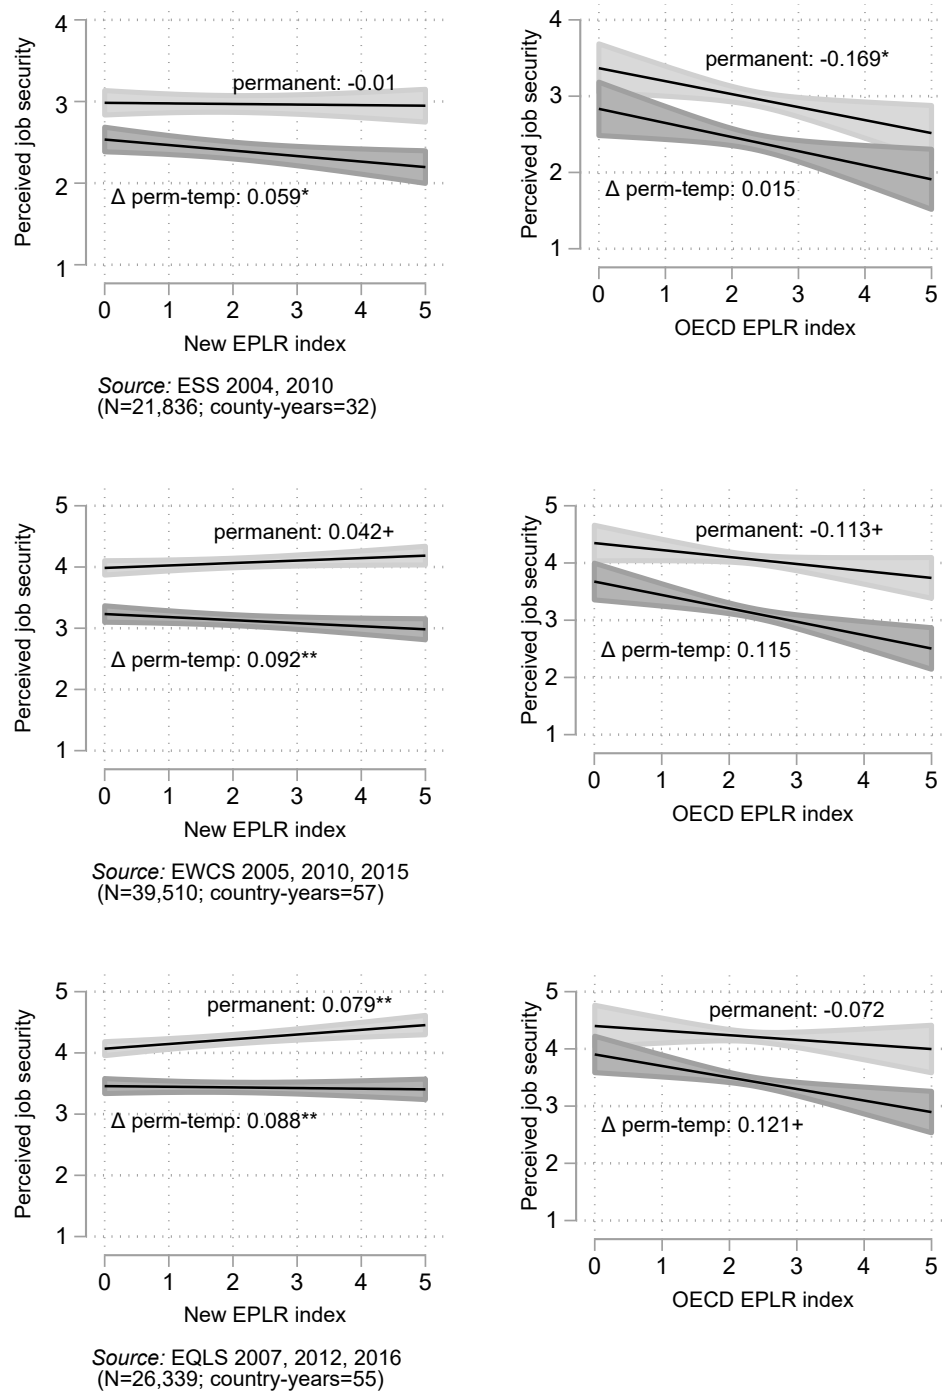 4
3
2
1
Perceived job security
permanent: -0.01
Δ perm-temp: 0.059*
0 1 2 3 4 5
New EPLR index
4
3
2
1
Perceived job security
permanent: -0.169*
Δ perm-temp: 0.015
0 1 2 3 4 5
OECD EPLR index
Source: ESS 2004, 2010
(N=21,836; county-years=32)
5
4
3
2
1
Perceived job security
permanent: 0.042+
Δ perm-temp: 0.092**
0 1 2 3 4 5
New EPLR index
5
4
3
2
1
Perceived job security
permanent: -0.113+
Δ perm-temp: 0.115
0 1 2 3 4 5
OECD EPLR index
Source: EWCS 2005, 2010, 2015
(N=39,510; country-years=57)
5
4
3
2
1
Perceived job security
permanent: 0.079**
Δ perm-temp: 0.088**
0 1 2 3 4 5
New EPLR index
5
4
3
2
1
Perceived job security
permanent: -0.072
Δ perm-temp: 0.121+
0 1 2 3 4 5
OECD EPLR index
Source: EQLS 2007, 2012, 2016
(N=26,339; country-years=55)